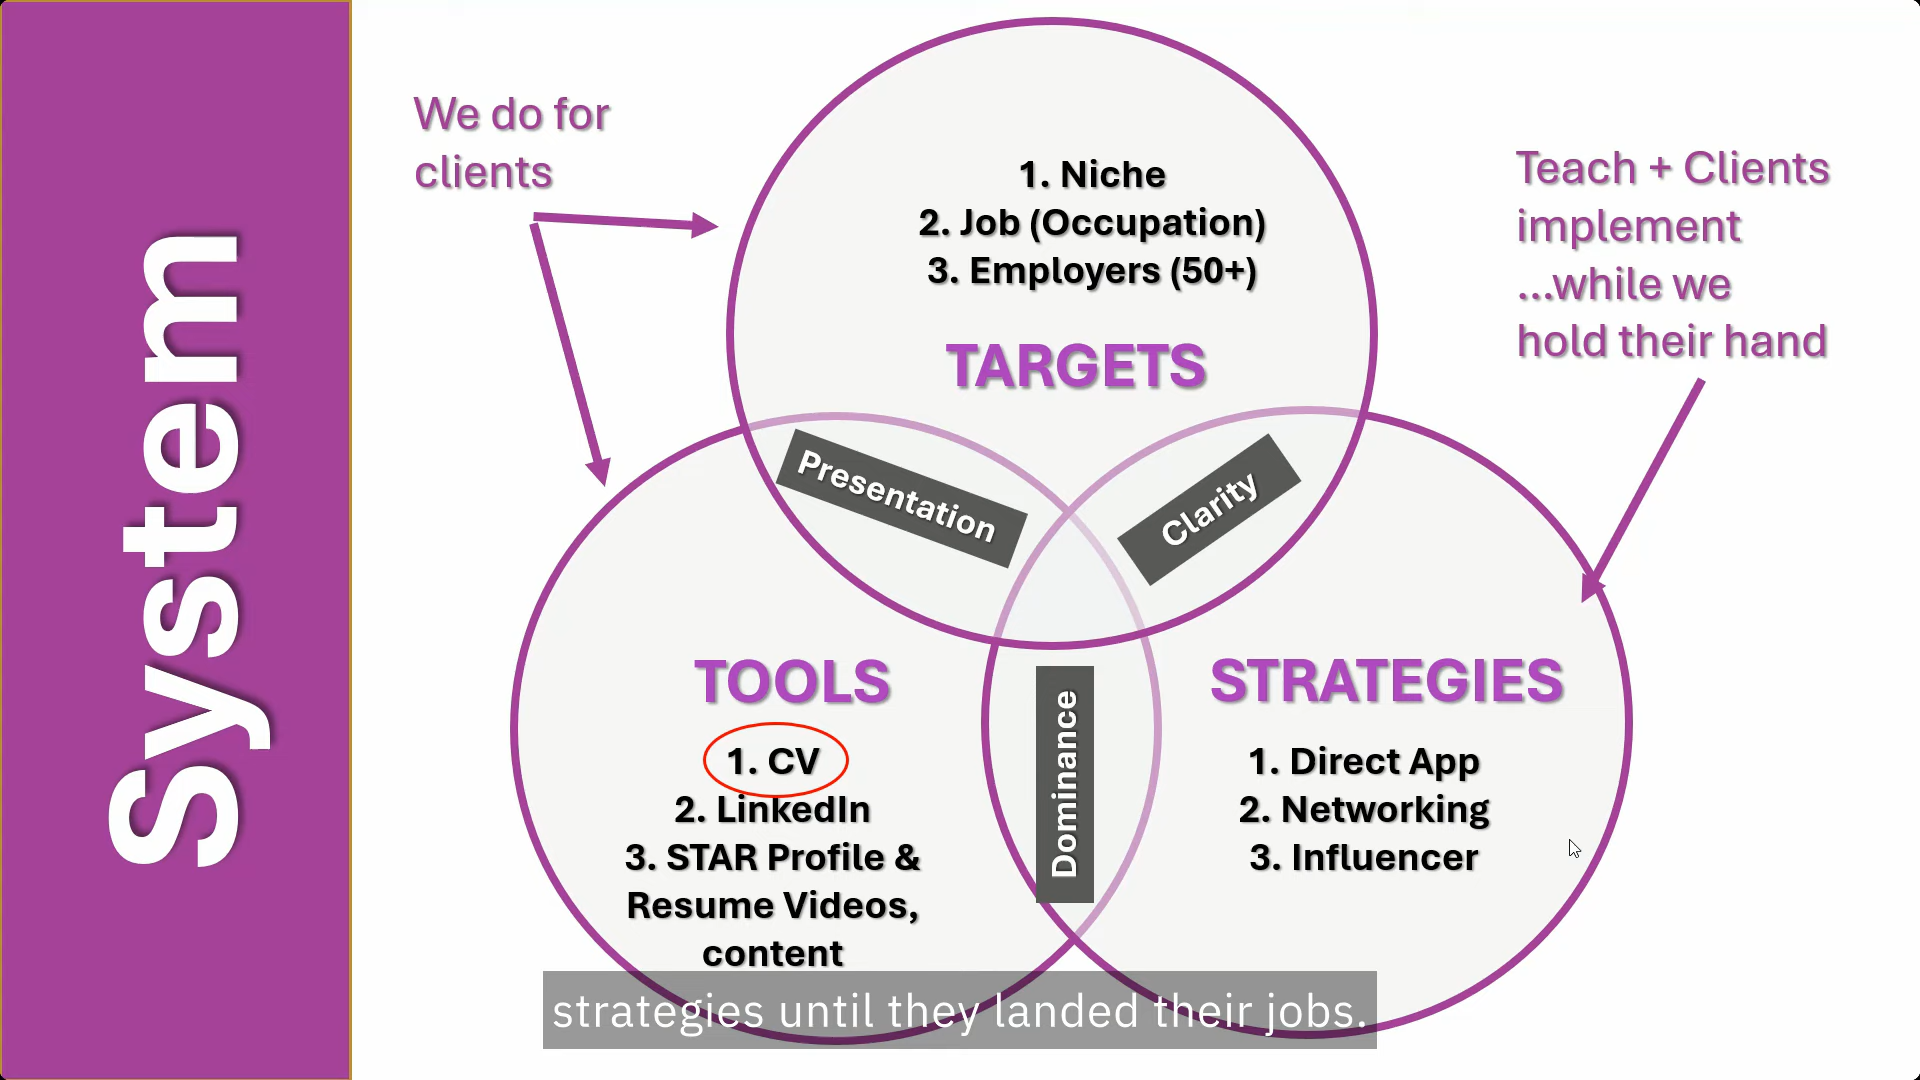 System
We do for
clients
1. Niche
2. Job (Occupation)
3. Employers (50+)
TARGETS
Teach + Clients
implement
...while we
hold their hand
Presentation
Clarity
Dominance
TOOLS
1. CV
2. LinkedIn
3. STAR Profile &
Resume Videos,
content
STRATEGIES
1. Direct App
2. Networking
3. Influencer
strategies until they landed their jobs.